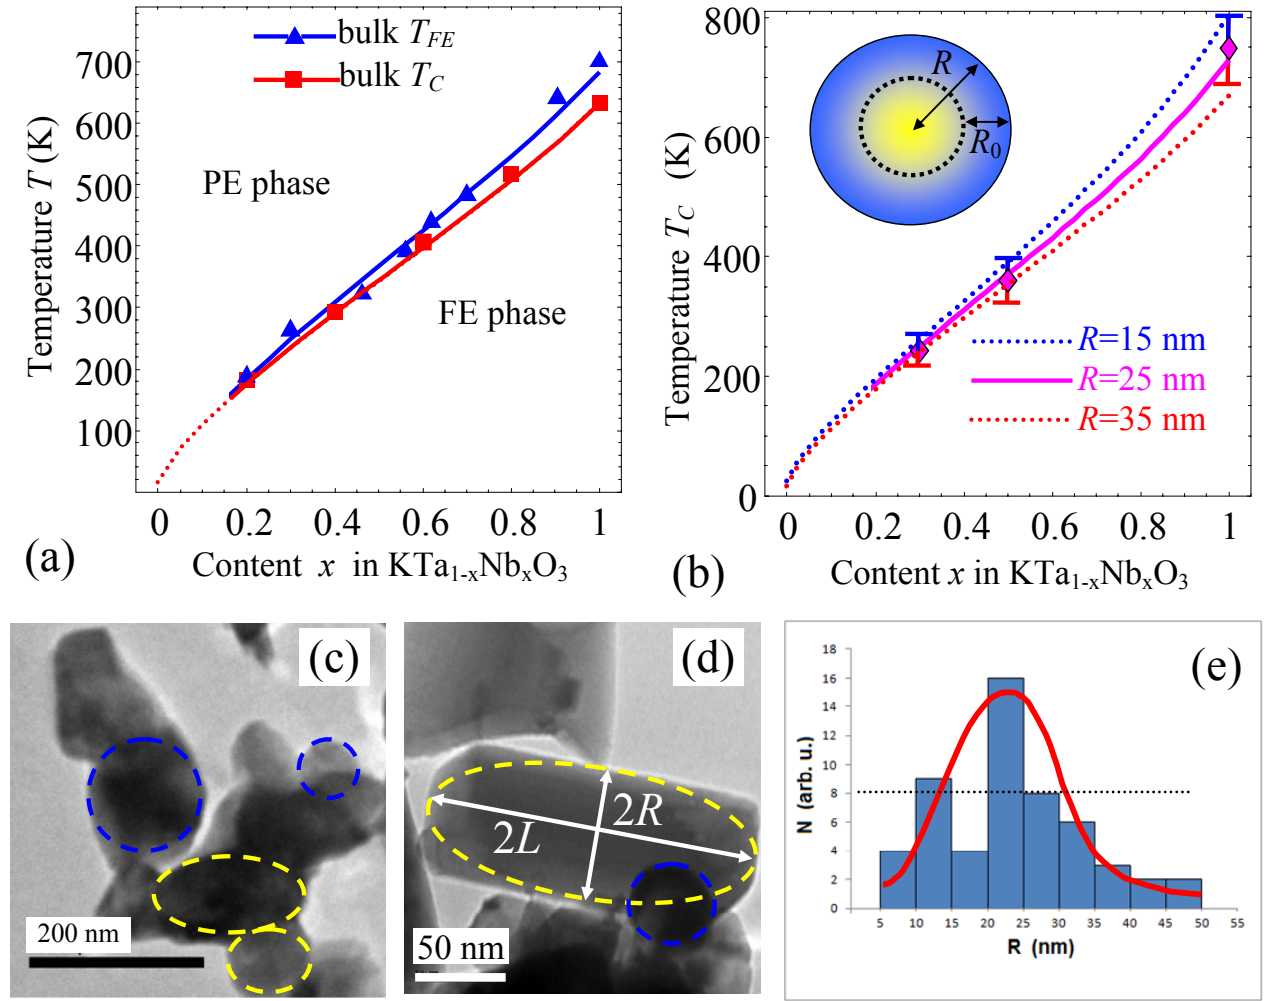 (a)
bulk T_FE
bulk T_C
PE phase
FE phase
Temperature T (K)
700
600
500
400
300
200
100
0 0.2 0.4 0.6 0.8 1
Content x in KTa1-xNbxO3
(b)
R
R0
R=15 nm
R=25 nm
R=35 nm
Temperature T_C (K)
800
600
400
200
0
0 0.2 0.4 0.6 0.8 1
Content x in KTa1-xNbxO3
(c)
200 nm
(d)
2R
2L
50 nm
(e)
N (arb. u.)
18
16
14
12
10
8
6
4
2
0
5 10 15 20 25 30 35 40 45 50 55
R (nm)